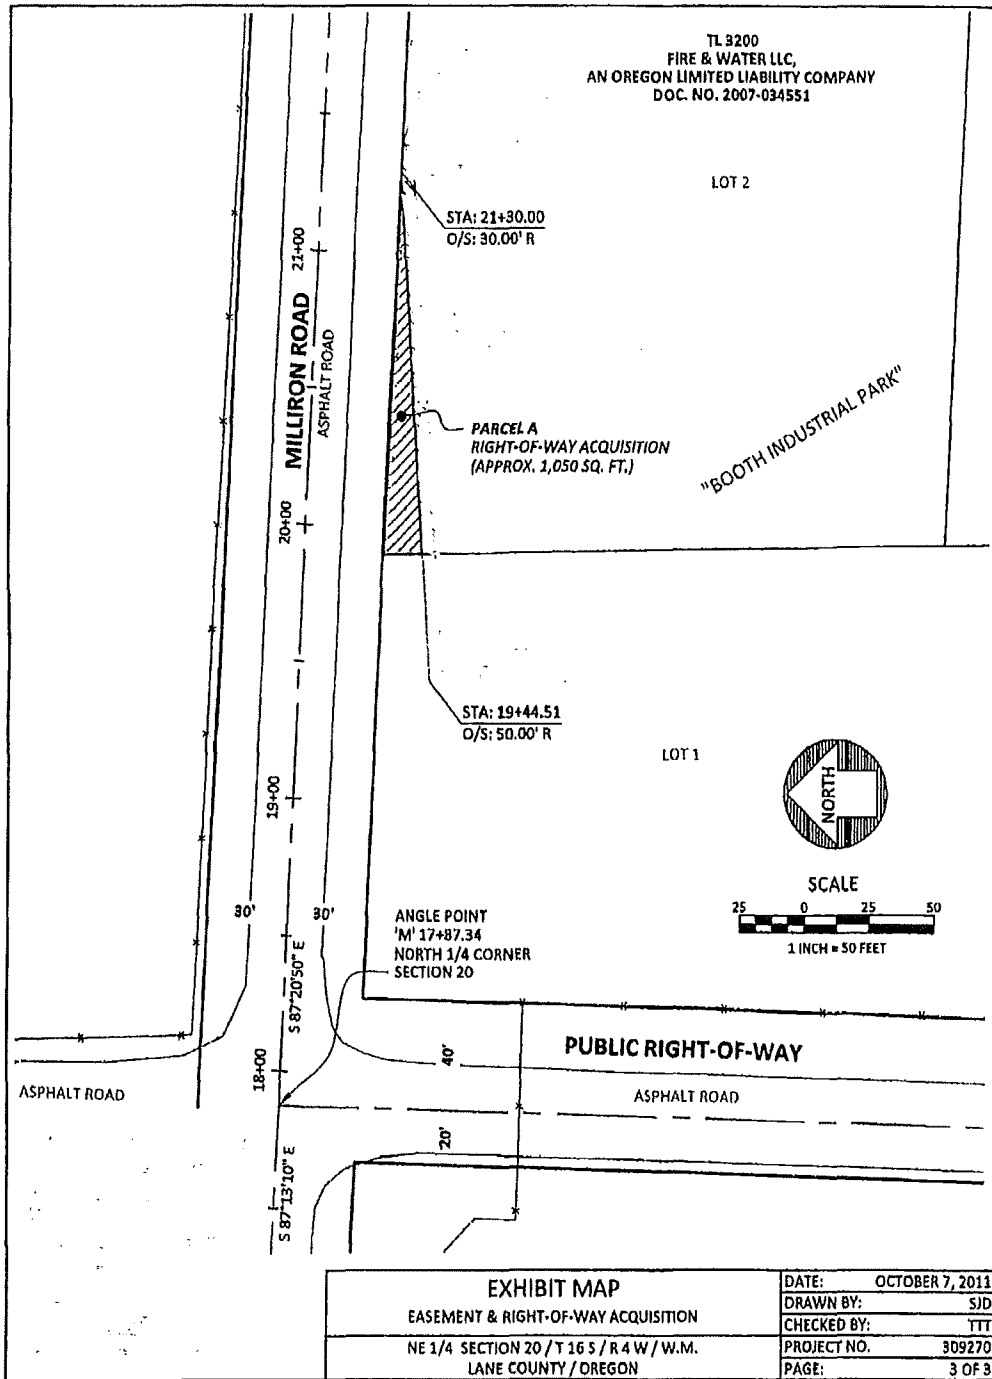 TL 3200
FIRE & WATER LLC,
AN OREGON LIMITED LIABILITY COMPANY
DOC. NO. 2007-034551
LOT 2
STA: 21+30.00
O/S: 30.00' R
21+00
MILLIRON ROAD
ASPHALT ROAD
"BOOTH INDUSTRIAL PARK"
PARCEL A
RIGHT-OF-WAY ACQUISITION
(APPROX. 1,050 SQ. FT.)
20+00
STA: 19+44.51
O/S: 50.00' R
LOT 1
NORTH
19+00
SCALE
25 0 25 50
1 INCH = 50 FEET
30' 30'
ANGLE POINT
'M' 17+87.34
NORTH 1/4 CORNER
SECTION 20
S 87°20'50" E
18+00
40'
PUBLIC RIGHT-OF-WAY
ASPHALT ROAD
ASPHALT ROAD
20'
S 87°13'10" E
EXHIBIT MAP
EASEMENT & RIGHT-OF-WAY ACQUISITION
NE 1/4 SECTION 20 / T 16 S / R 4 W / W.M.
LANE COUNTY / OREGON
DATE: OCTOBER 7, 2011
DRAWN BY: SJD
CHECKED BY: TTT
PROJECT NO. 309270
PAGE: 3 OF 3